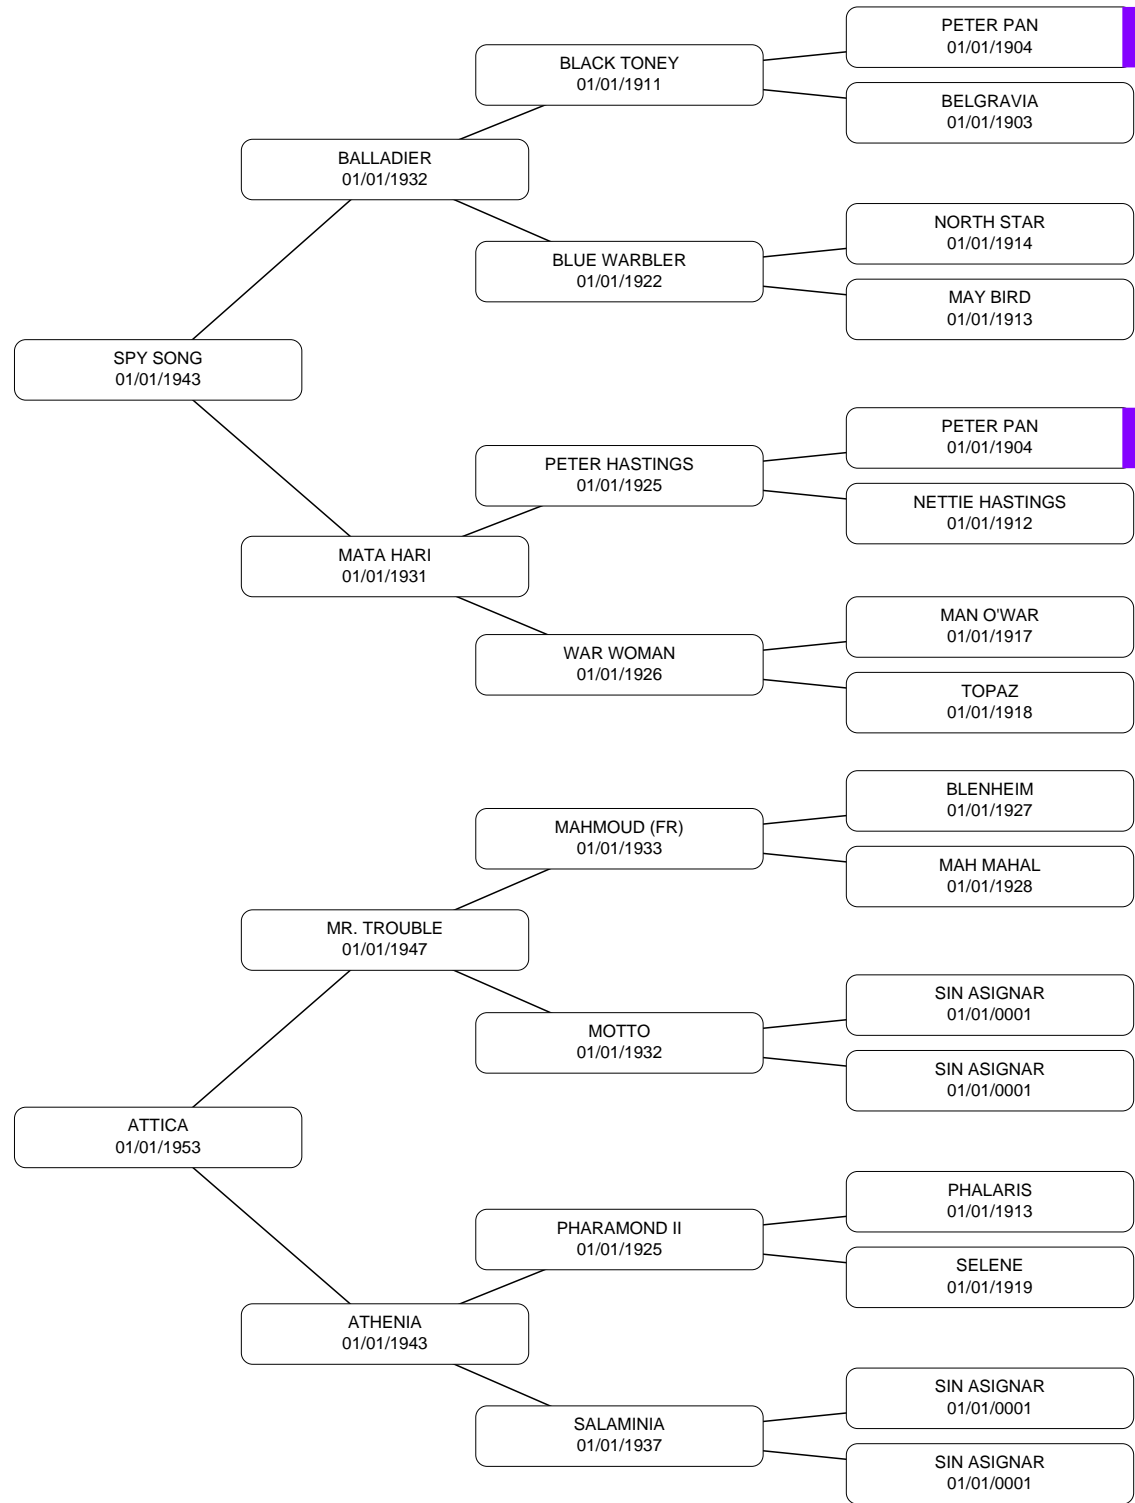 PETER PAN
01/01/1904
BLACK TONEY
01/01/1911
BELGRAVIA
01/01/1903
BALLADIER
01/01/1932
NORTH STAR
01/01/1914
BLUE WARBLER
01/01/1922
MAY BIRD
01/01/1913
SPY SONG
01/01/1943
PETER PAN
01/01/1904
PETER HASTINGS
01/01/1925
NETTIE HASTINGS
01/01/1912
MATA HARI
01/01/1931
MAN O'WAR
01/01/1917
WAR WOMAN
01/01/1926
TOPAZ
01/01/1918
BLENHEIM
01/01/1927
MAHMOUD (FR)
01/01/1933
MAH MAHAL
01/01/1928
MR. TROUBLE
01/01/1947
SIN ASIGNAR
01/01/0001
MOTTO
01/01/1932
SIN ASIGNAR
01/01/0001
ATTICA
01/01/1953
PHALARIS
01/01/1913
PHARAMOND II
01/01/1925
SELENE
01/01/1919
ATHENIA
01/01/1943
SIN ASIGNAR
01/01/0001
SALAMINIA
01/01/1937
SIN ASIGNAR
01/01/0001